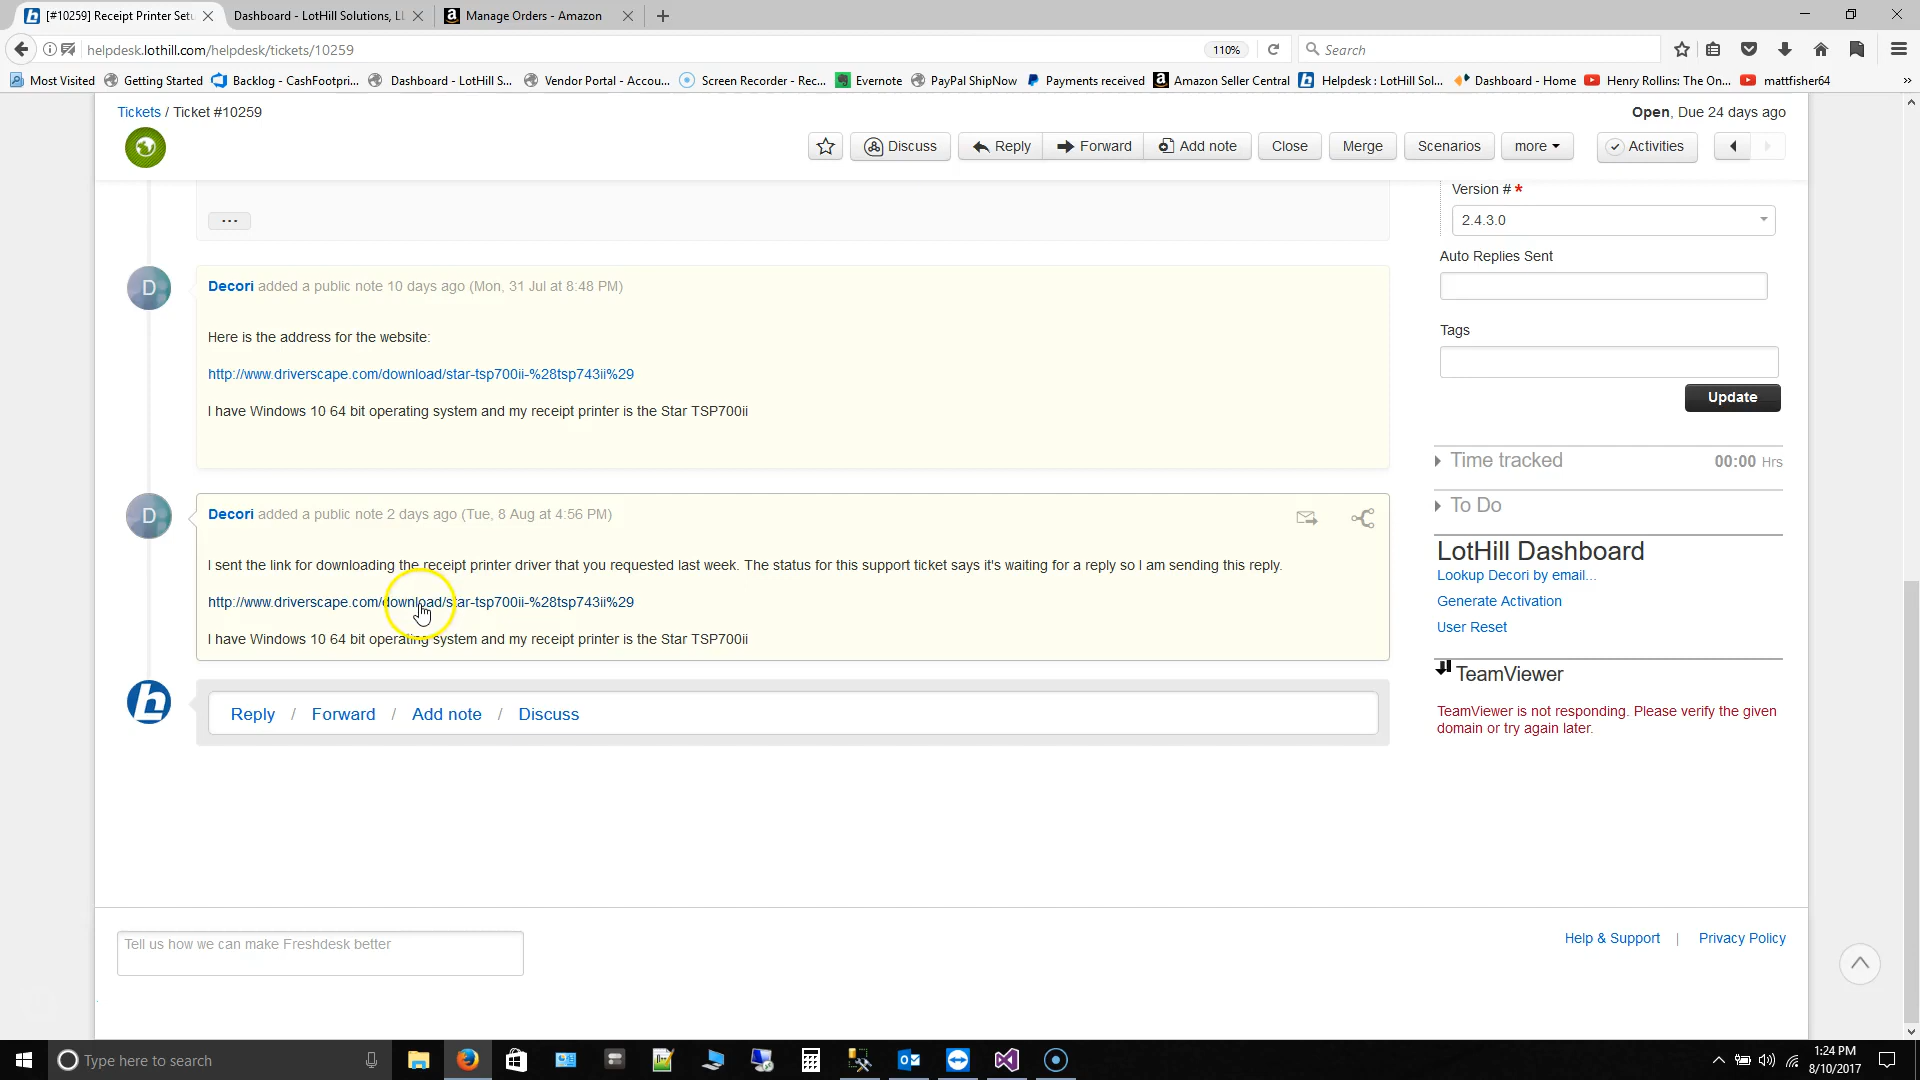 [#10259] Receipt Printer Setu
Dashboard - LotHill Solutions, LL
Manage Orders - Amazon
helpdesk.lothill.com/helpdesk/tickets/10259
110%
Search
Most Visited
Getting Started
Backlog - CashFootpri...
Dashboard - LotHill S...
Vendor Portal - Accou...
Screen Recorder - Rec...
Evernote
PayPal ShipNow
Payments received
Amazon Seller Central
Helpdesk : LotHill Sol...
Dashboard - Home
Henry Rollins: The On...
mattfisher64
Tickets / Ticket #10259
Open, Due 24 days ago
Discuss
Reply
Forward
Add note
Close
Merge
Scenarios
more
Activities
Version # *
2.4.3.0
...
Auto Replies Sent
D
Decori added a public note 10 days ago (Mon, 31 Jul at 8:48 PM)
Here is the address for the website:
Tags
http://www.driverscape.com/download/star-tsp700ii-%28tsp743ii%29
Update
I have Windows 10 64 bit operating system and my receipt printer is the Star TSP700ii
Time tracked 00:00 Hrs
To Do
D
Decori added a public note 2 days ago (Tue, 8 Aug at 4:56 PM)
I sent the link for downloading the receipt printer driver that you requested last week. The status for this support ticket says it's waiting for a reply so I am sending this reply.
http://www.driverscape.com/download/star-tsp700ii-%28tsp743ii%29
I have Windows 10 64 bit operating system and my receipt printer is the Star TSP700ii
LotHill Dashboard
Lookup Decori by email...
Generate Activation
User Reset
TeamViewer
TeamViewer is not responding. Please verify the given
domain or try again later.
Reply / Forward / Add note / Discuss
Tell us how we can make Freshdesk better
Help & Support | Privacy Policy
Type here to search
1:24 PM
8/10/2017